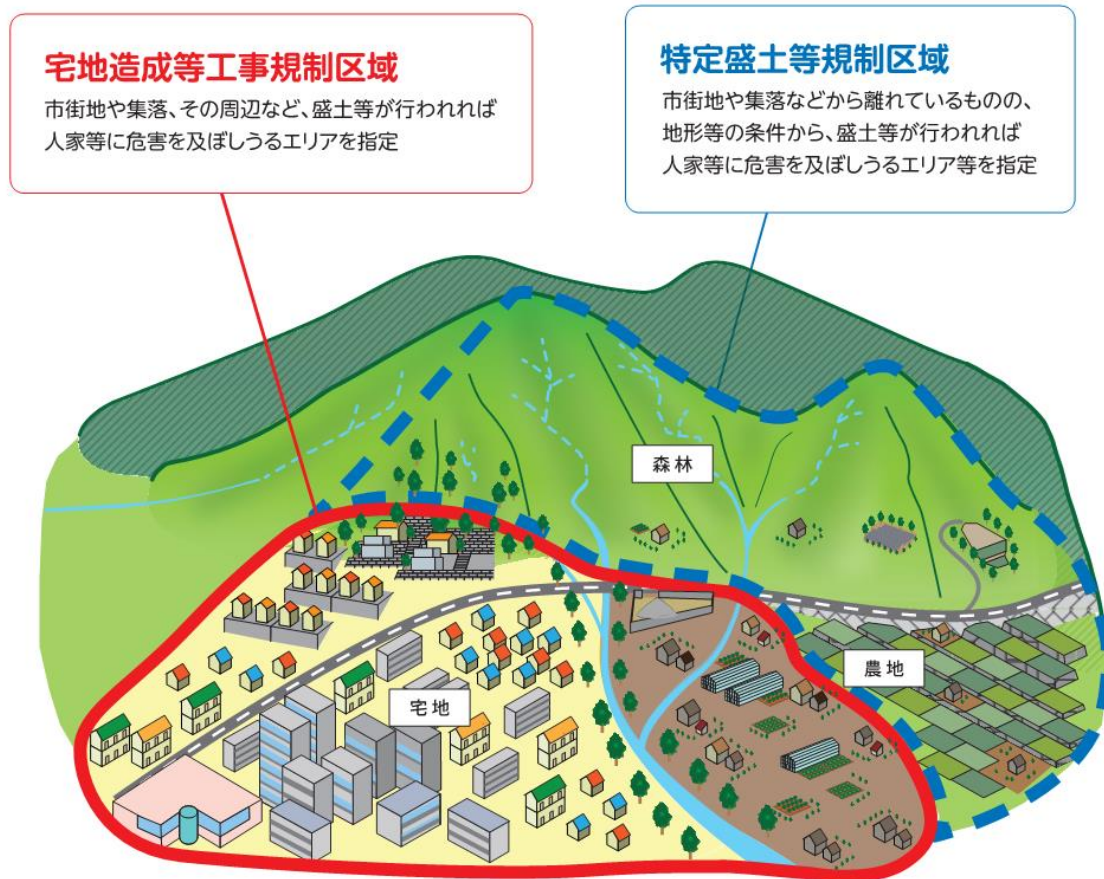 宅地造成等工事規制区域
市街地や集落、その周辺など、盛土等が行われれば
人家等に危害を及ぼしうるエリアを指定
特定盛土等規制区域
市街地や集落などから離れているものの、
地形等の条件から、盛土等が行われれば
人家等に危害を及ぼしうるエリア等を指定
森林
農地
宅地